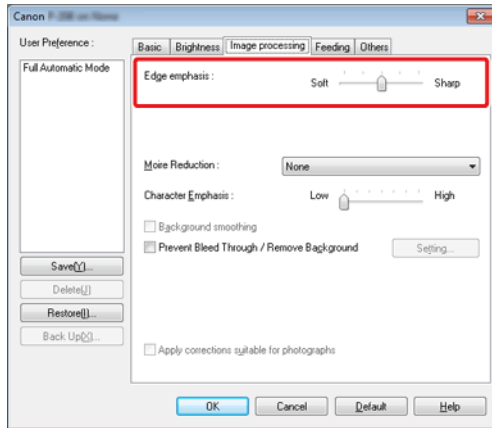 Canon
User Preference :
Full Automatic Mode
Save(Y)...
Delete(J)
Restore(I)...
Back Up(X)...
Basic Brightness Image processing Feeding Others
Edge emphasis :
Soft Sharp
Moire Reduction :
None
Character Emphasis :
Low High
Background smoothing
Prevent Bleed Through / Remove Background
Setting...
Apply corrections suitable for photographs
OK Cancel Default Help